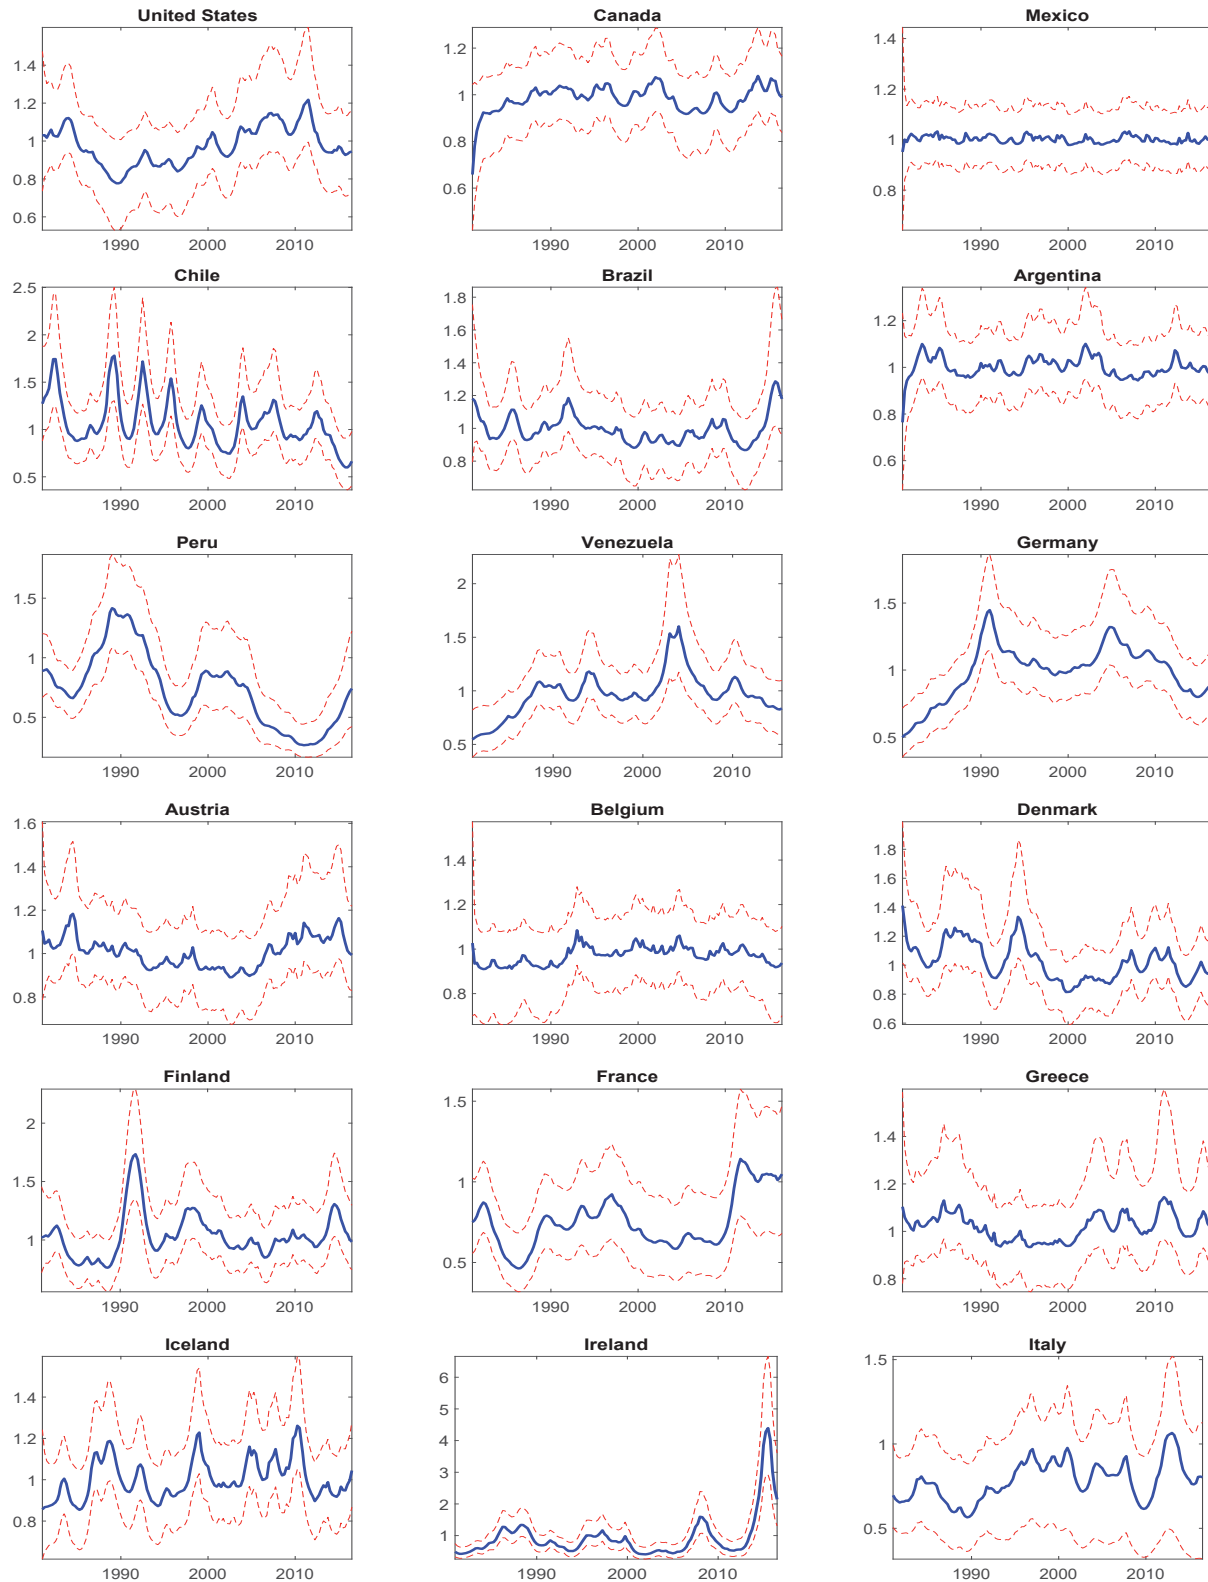 United States Canada Mexico
1.4 1.2 1 0.8 0.6
1990 2000 2010
1.2 1 0.8 0.6
1990 2000 2010
1.4 1.2 1 0.8
1990 2000 2010
Chile Brazil Argentina
2.5 2 1.5 1 0.5
1990 2000 2010
1.8 1.6 1.4 1.2 1 0.8
1990 2000 2010
1.2 1 0.8 0.6
1990 2000 2010
Peru Venezuela Germany
1.5 1 0.5
1990 2000 2010
2 1.5 1 0.5
1990 2000 2010
1.5 1 0.5
1990 2000 2010
Austria Belgium Denmark
1.6 1.4 1.2 1 0.8
1990 2000 2010
1.4 1.2 1 0.8
1990 2000 2010
1.8 1.6 1.4 1.2 1 0.8 0.6
1990 2000 2010
Finland France Greece
2 1.5 1
1990 2000 2010
1.5 1 0.5
1990 2000 2010
1.4 1.2 1 0.8
1990 2000 2010
Iceland Ireland Italy
1.4 1.2 1 0.8
1990 2000 2010
6 5 4 3 2 1
1990 2000 2010
1.5 1 0.5
1990 2000 2010